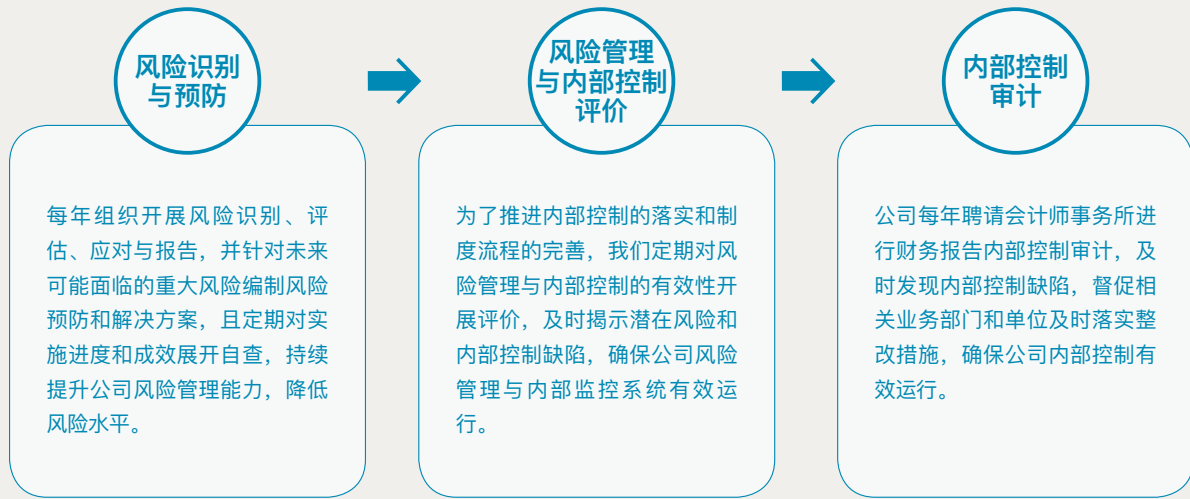 风险识别
与预防
每年组织开展风险识别、评
估、应对与报告，并针对未来
可能面临的重大风险编制风险
预防和解决方案，且定期对实
施进度和成效展开自查，持续
提升公司风险管理能力，降低
风险水平。
风险管理
与内部控制
评价
为了推进内部控制的落实和制
度流程的完善，我们定期对风
险管理与内部控制的有效性开
展评价，及时揭示潜在风险和
内部控制缺陷，确保公司风险
管理与内部监控系统有效运
行。
内部控制
审计
公司每年聘请会计师事务所进
行财务报告内部控制审计，及
时发现内部控制缺陷，督促相
关业务部门和单位及时落实整
改措施，确保公司内部控制有
效运行。